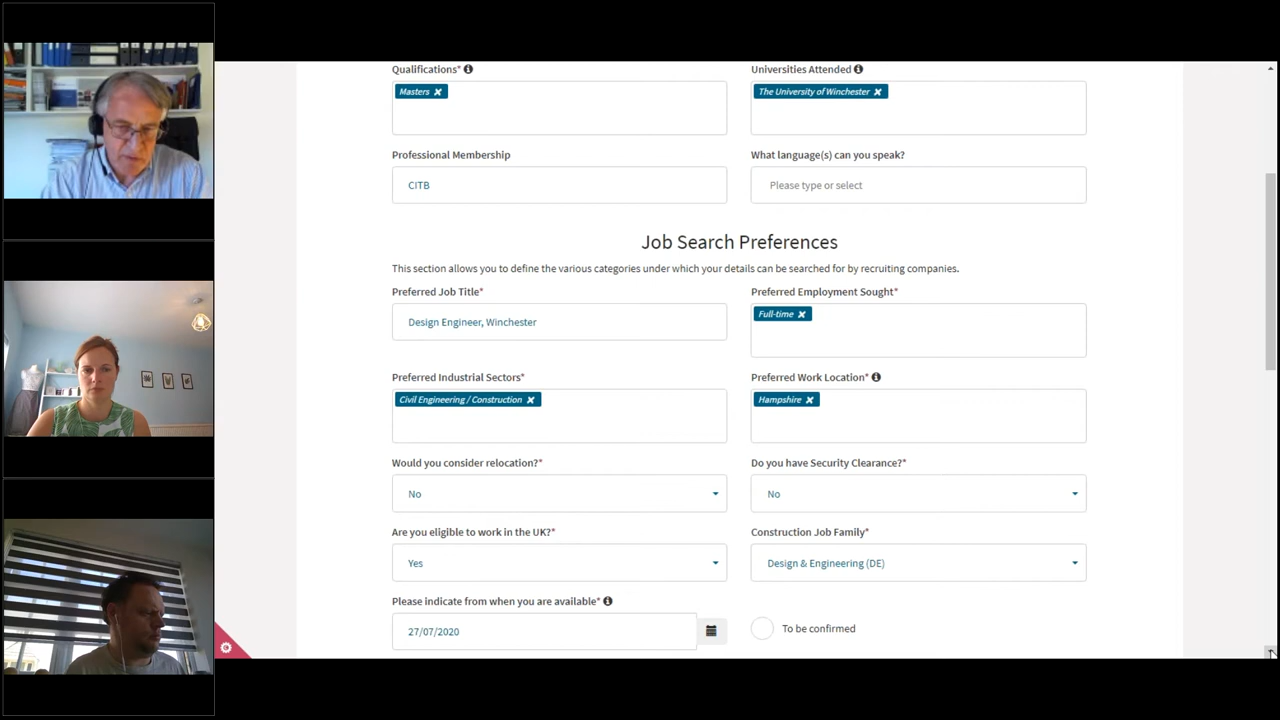 Qualifications*
Universities Attended
Masters
The University of Winchester
Professional Membership
What language(s) can you speak?
CITB
Please type or select
Job Search Preferences
This section allows you to define the various categories under which your details can be searched for by recruiting companies.
Preferred Job Title*
Preferred Employment Sought*
Design Engineer, Winchester
Full-time
Preferred Industrial Sectors*
Preferred Work Location*
Civil Engineering / Construction
Hampshire
Would you consider relocation?*
Do you have Security Clearance?*
No
No
Are you eligible to work in the UK?*
Construction Job Family*
Yes
Design & Engineering (DE)
Please indicate from when you are available*
27/07/2020
To be confirmed